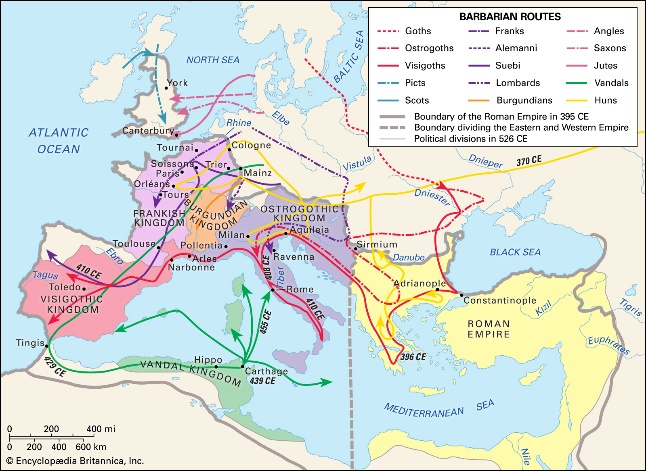 BARBARIAN ROUTES
Goths
Ostrogoths
Visigoths
Picts
Scots
Franks
Alemanni
Suebi
Lombards
Burgundians
Angles
Saxons
Jutes
Vandals
Huns
Boundary of the Roman Empire in 395 CE
Boundary dividing the Eastern and Western Empire
Political divisions in 526 CE
NORTH SEA
BALTIC SEA
York
ATLANTIC
OCEAN
Canterbury
Elbe
Rhine
Tournai
Cologne
Vistula
Dnieper
370 CE
Soissons
Trier
Mainz
Paris
Orléans
Tours
Dniester
FRANKISH
KINGDOM
BURGUNDIAN
KINGDOM
OSTROGOTHIC
KINGDOM
Milan
Aquileia
Sirmium
Toulouse
Pollentia
Ravenna
Danube
BLACK SEA
Ebro
410 CE
Arles
Narbonne
408 CE
Tiber
Tagus
Toledo
VISIGOTHIC
KINGDOM
Rome
410 CE
Adrianople
Constantinople
Kizil
Tigris
ROMAN
EMPIRE
Euphrates
455 CE
Tingis
429 CE
Hippo
VANDAL KINGDOM
Carthage
439 CE
396 CE
MEDITERRANEAN SEA
Nile
0 200 400 mi
0 200 400 600 km
© Encyclopædia Britannica, Inc.